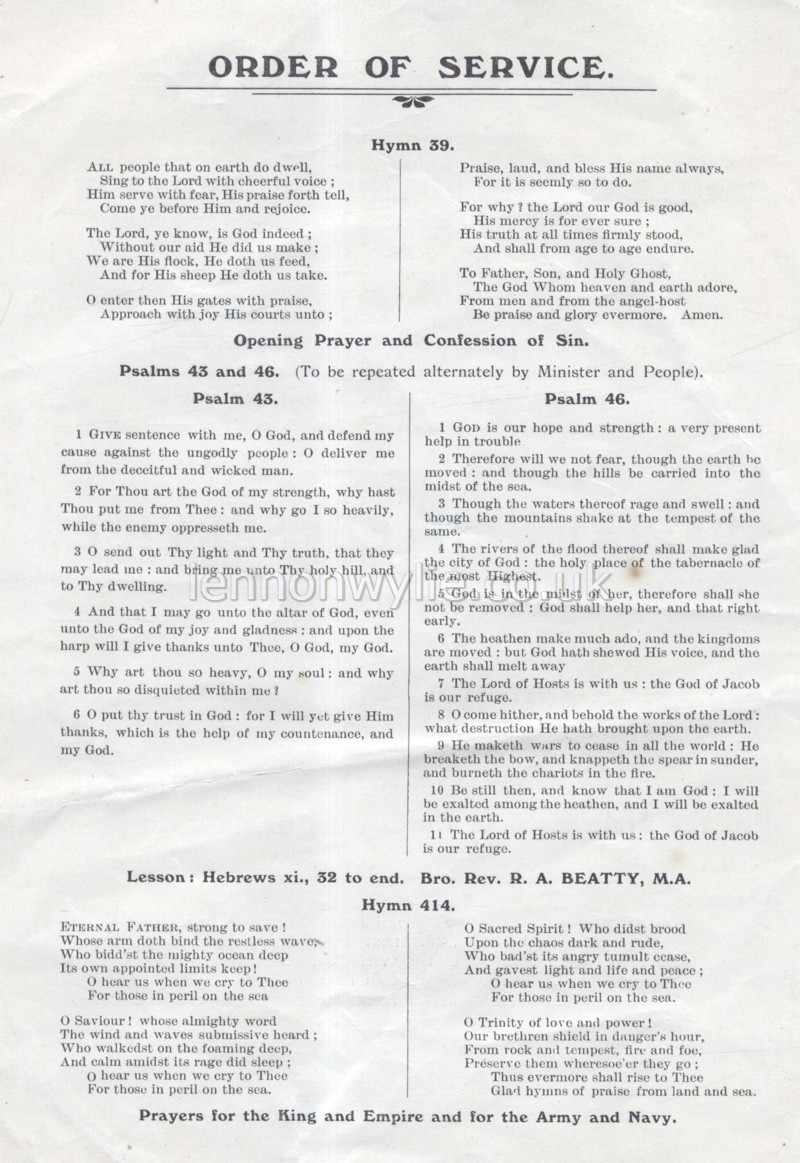 ORDER OF SERVICE.
Hymn 39.
ALL people that on earth do dwell,
Sing to the Lord with cheerful voice ;
Him serve with fear, His praise forth tell,
Come ye before Him and rejoice.
The Lord, ye know, is God indeed ;
Without our aid He did us make ;
We are His flock, He doth us feed,
And for His sheep He doth us take.
O enter then His gates with praise,
Approach with joy His courts unto ;
Praise, laud, and bless His name always,
For it is seemly so to do.
For why ? the Lord our God is good,
His mercy is for ever sure ;
His truth at all times firmly stood,
And shall from age to age endure.
To Father, Son, and Holy Ghost,
The God Whom heaven and earth adore,
From men and from the angel-host
Be praise and glory evermore. Amen.
Opening Prayer and Confession of Sin.
Psalms 43 and 46. (To be repeated alternately by Minister and People).
Psalm 43.
1 GIVE sentence with me, O God, and defend my
cause against the ungodly people : O deliver me
from the deceitful and wicked man.
2 For Thou art the God of my strength, why hast
Thou put me from Thee : and why go I so heavily,
while the enemy oppresseth me.
3 O send out Thy light and Thy truth, that they
may lead me : and bring me unto Thy holy hill, and
to Thy dwelling.
4 And that I may go unto the altar of God, even
unto the God of my joy and gladness : and upon the
harp will I give thanks unto Thee, O God, my God.
5 Why art thou so heavy, O my soul : and why
art thou so disquieted within me ?
6 O put thy trust in God : for I will yet give Him
thanks, which is the help of my countenance, and
my God.
Psalm 46.
1 GOD is our hope and strength : a very present
help in trouble
2 Therefore will we not fear, though the earth be
moved : and though the hills be carried into the
midst of the sea.
3 Though the waters thereof rage and swell : and
though the mountains shake at the tempest of the
same.
4 The rivers of the flood thereof shall make glad
the city of God : the holy place of the tabernacle of
the most Highest.
5 God is in the midst of her, therefore shall she
not be removed : God shall help her, and that right
early.
6 The heathen make much ado, and the kingdoms
are moved : but God hath shewed His voice, and the
earth shall melt away
7 The Lord of Hosts is with us : the God of Jacob
is our refuge.
8 O come hither, and behold the works of the Lord :
what destruction He hath brought upon the earth.
9 He maketh wars to cease in all the world : He
breaketh the bow, and knappeth the spear in sunder,
and burneth the chariots in the fire.
10 Be still then, and know that I am God : I will
be exalted among the heathen, and I will be exalted
in the earth.
11 The Lord of Hosts is with us : the God of Jacob
is our refuge.
lennonwylie.co.uk
Lesson : Hebrews xi., 32 to end. Bro. Rev. R. A. BEATTY, M.A.
Hymn 414.
ETERNAL FATHER, strong to save !
Whose arm doth bind the restless wave,
Who bidd'st the mighty ocean deep
Its own appointed limits keep !
O hear us when we cry to Thee
For those in peril on the sea
O Saviour ! whose almighty word
The wind and waves submissive heard ;
Who walkedst on the foaming deep,
And calm amidst its rage did sleep ;
O hear us when we cry to Thee
For those in peril on the sea.
O Sacred Spirit ! Who didst brood
Upon the chaos dark and rude,
Who bad'st its angry tumult cease,
And gavest light and life and peace ;
O hear us when we cry to Thee
For those in peril on the sea.
O Trinity of love and power !
Our brethren shield in danger's hour,
From rock and tempest, fire and foe,
Preserve them wheresoe'er they go ;
Thus evermore shall rise to Thee
Glad hymns of praise from land and sea.
Prayers for the King and Empire and for the Army and Navy.